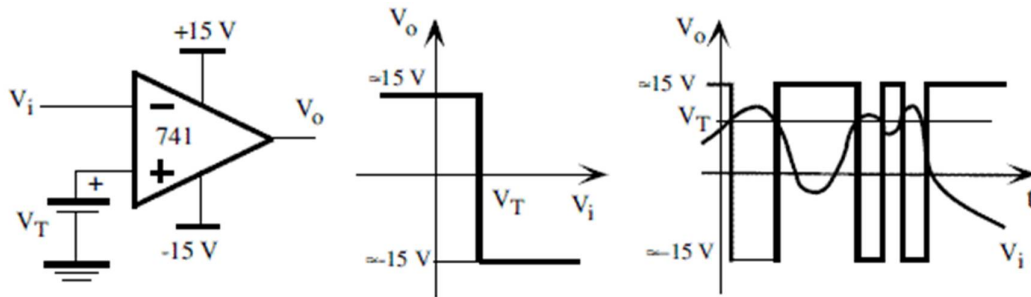 +15 V
V_i
741
V_o
+
V_T
-15 V
V_o
≃15 V
V_T
V_i
≃-15 V
V_o
≃15 V
V_T
t
V_i
≃-15 V